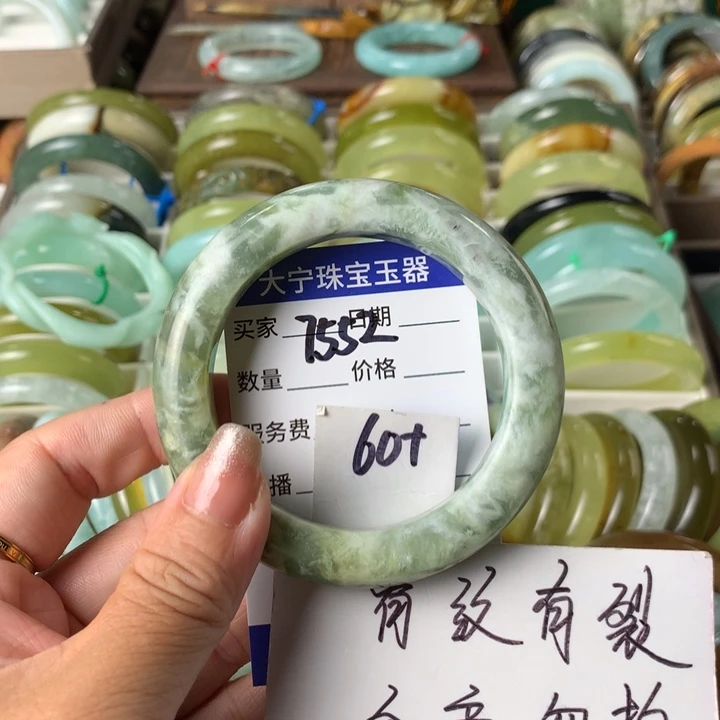 大宁珠宝玉器
买家 日期
7552
数量 价格
服务费
60+
播
有纹有裂